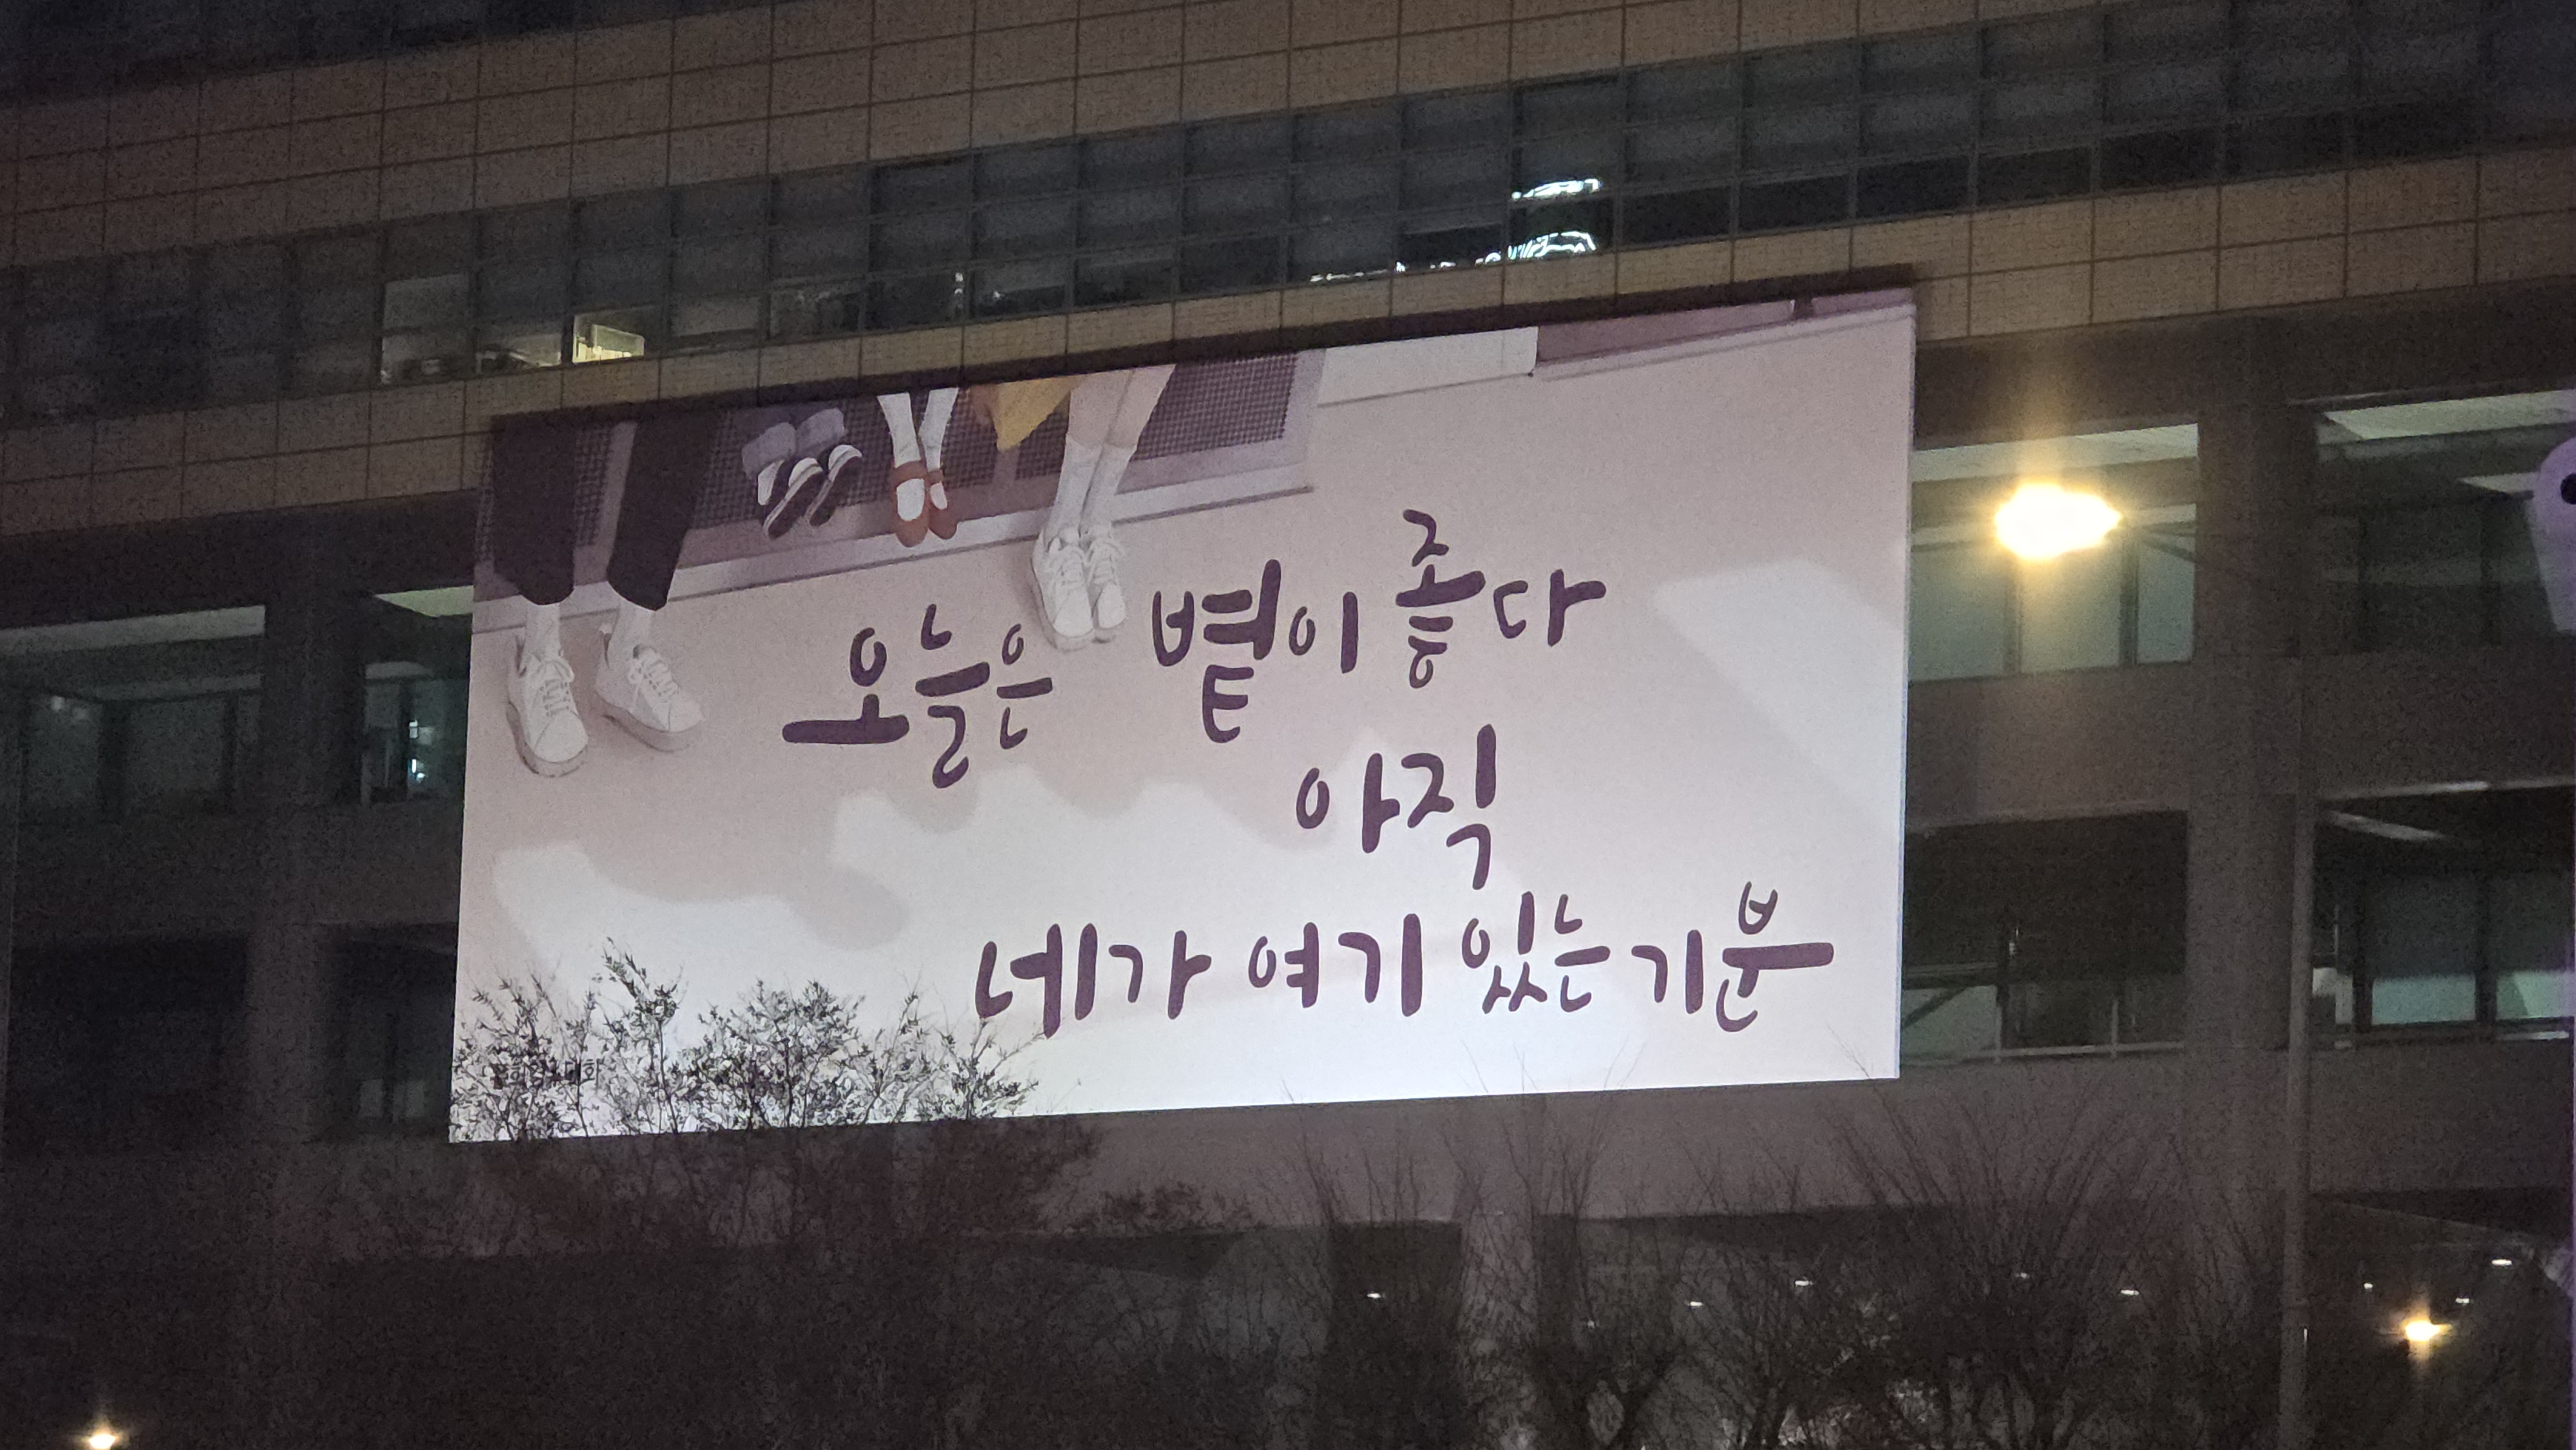 오늘은 볕이 좋다
아직
네가 여기 있는 기분